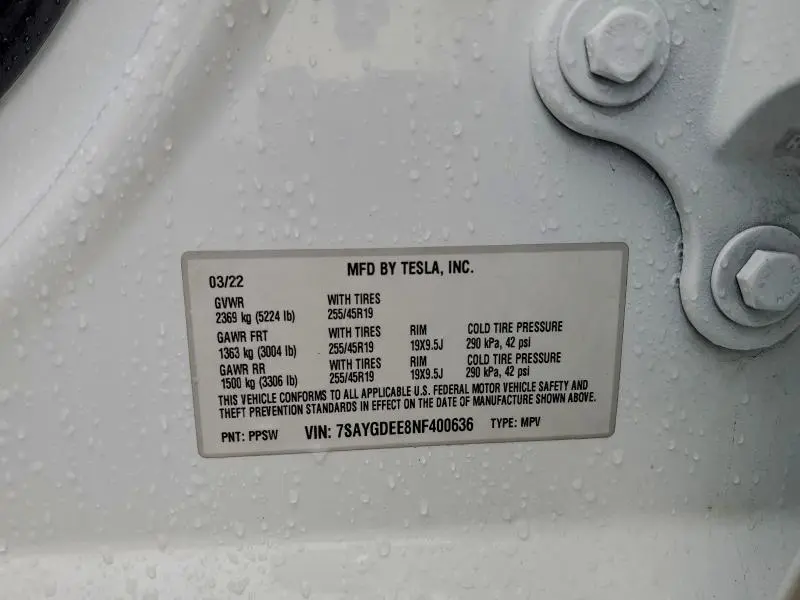 MFD BY TESLA, INC.
03/22
GVWR WITH TIRES
2369 kg (5224 lb) 255/45R19
GAWR FRT WITH TIRES RIM COLD TIRE PRESSURE
1363 kg (3004 lb) 255/45R19 19X9.5J 290 kPa, 42 psi
GAWR RR WITH TIRES RIM COLD TIRE PRESSURE
1500 kg (3306 lb) 255/45R19 19X9.5J 290 kPa, 42 psi
THIS VEHICLE CONFORMS TO ALL APPLICABLE U.S. FEDERAL MOTOR VEHICLE SAFETY AND
THEFT PREVENTION STANDARDS IN EFFECT ON THE DATE OF MANUFACTURE SHOWN ABOVE.
PNT: PPSW VIN: 7SAYGDEE8NF400636 TYPE: MPV